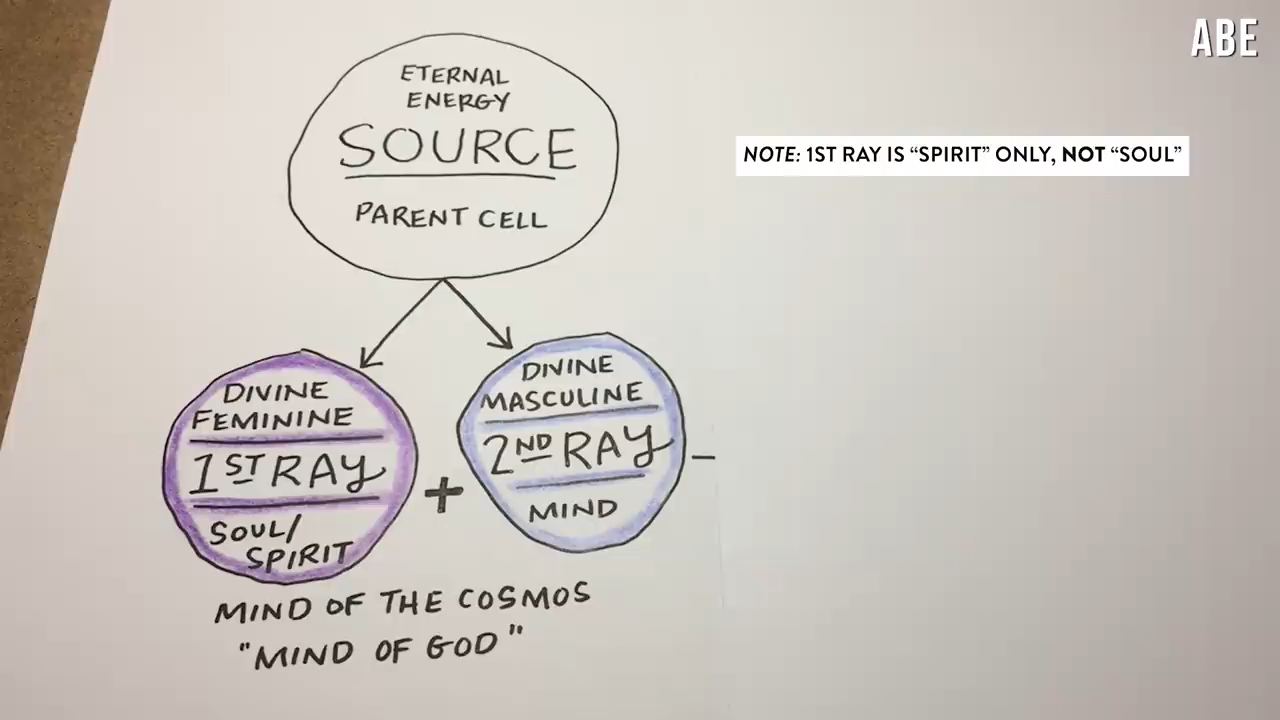 ABE
ETERNAL
ENERGY
SOURCE
PARENT CELL
NOTE: 1ST RAY IS “SPIRIT” ONLY, NOT “SOUL”
DIVINE
FEMININE
1ST RAY
SOUL/
SPIRIT
+
DIVINE
MASCULINE
2ND RAY
MIND
–
MIND OF THE COSMOS
"MIND OF GOD"